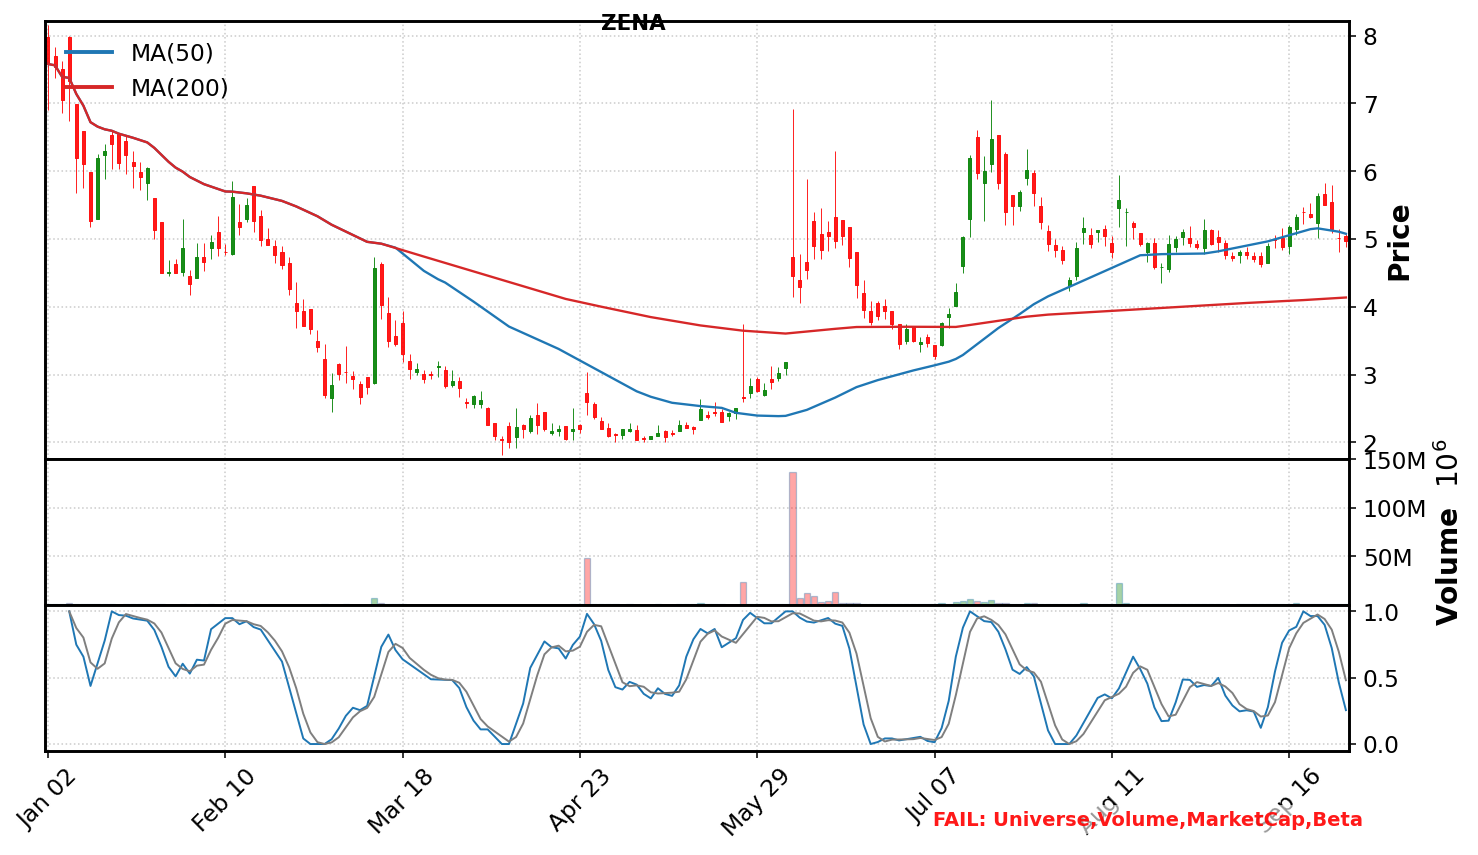 ZENA
MA(50)
MA(200)
8
7
6
5
4
3
2
Price
150M
100M
50M
Volume 10^6
1.0
0.5
0.0
Jan 02
Feb 10
Mar 18
Apr 23
May 29
Jul 07
Aug 11
Sep 16
FAIL: Universe,Volume,MarketCap,Beta